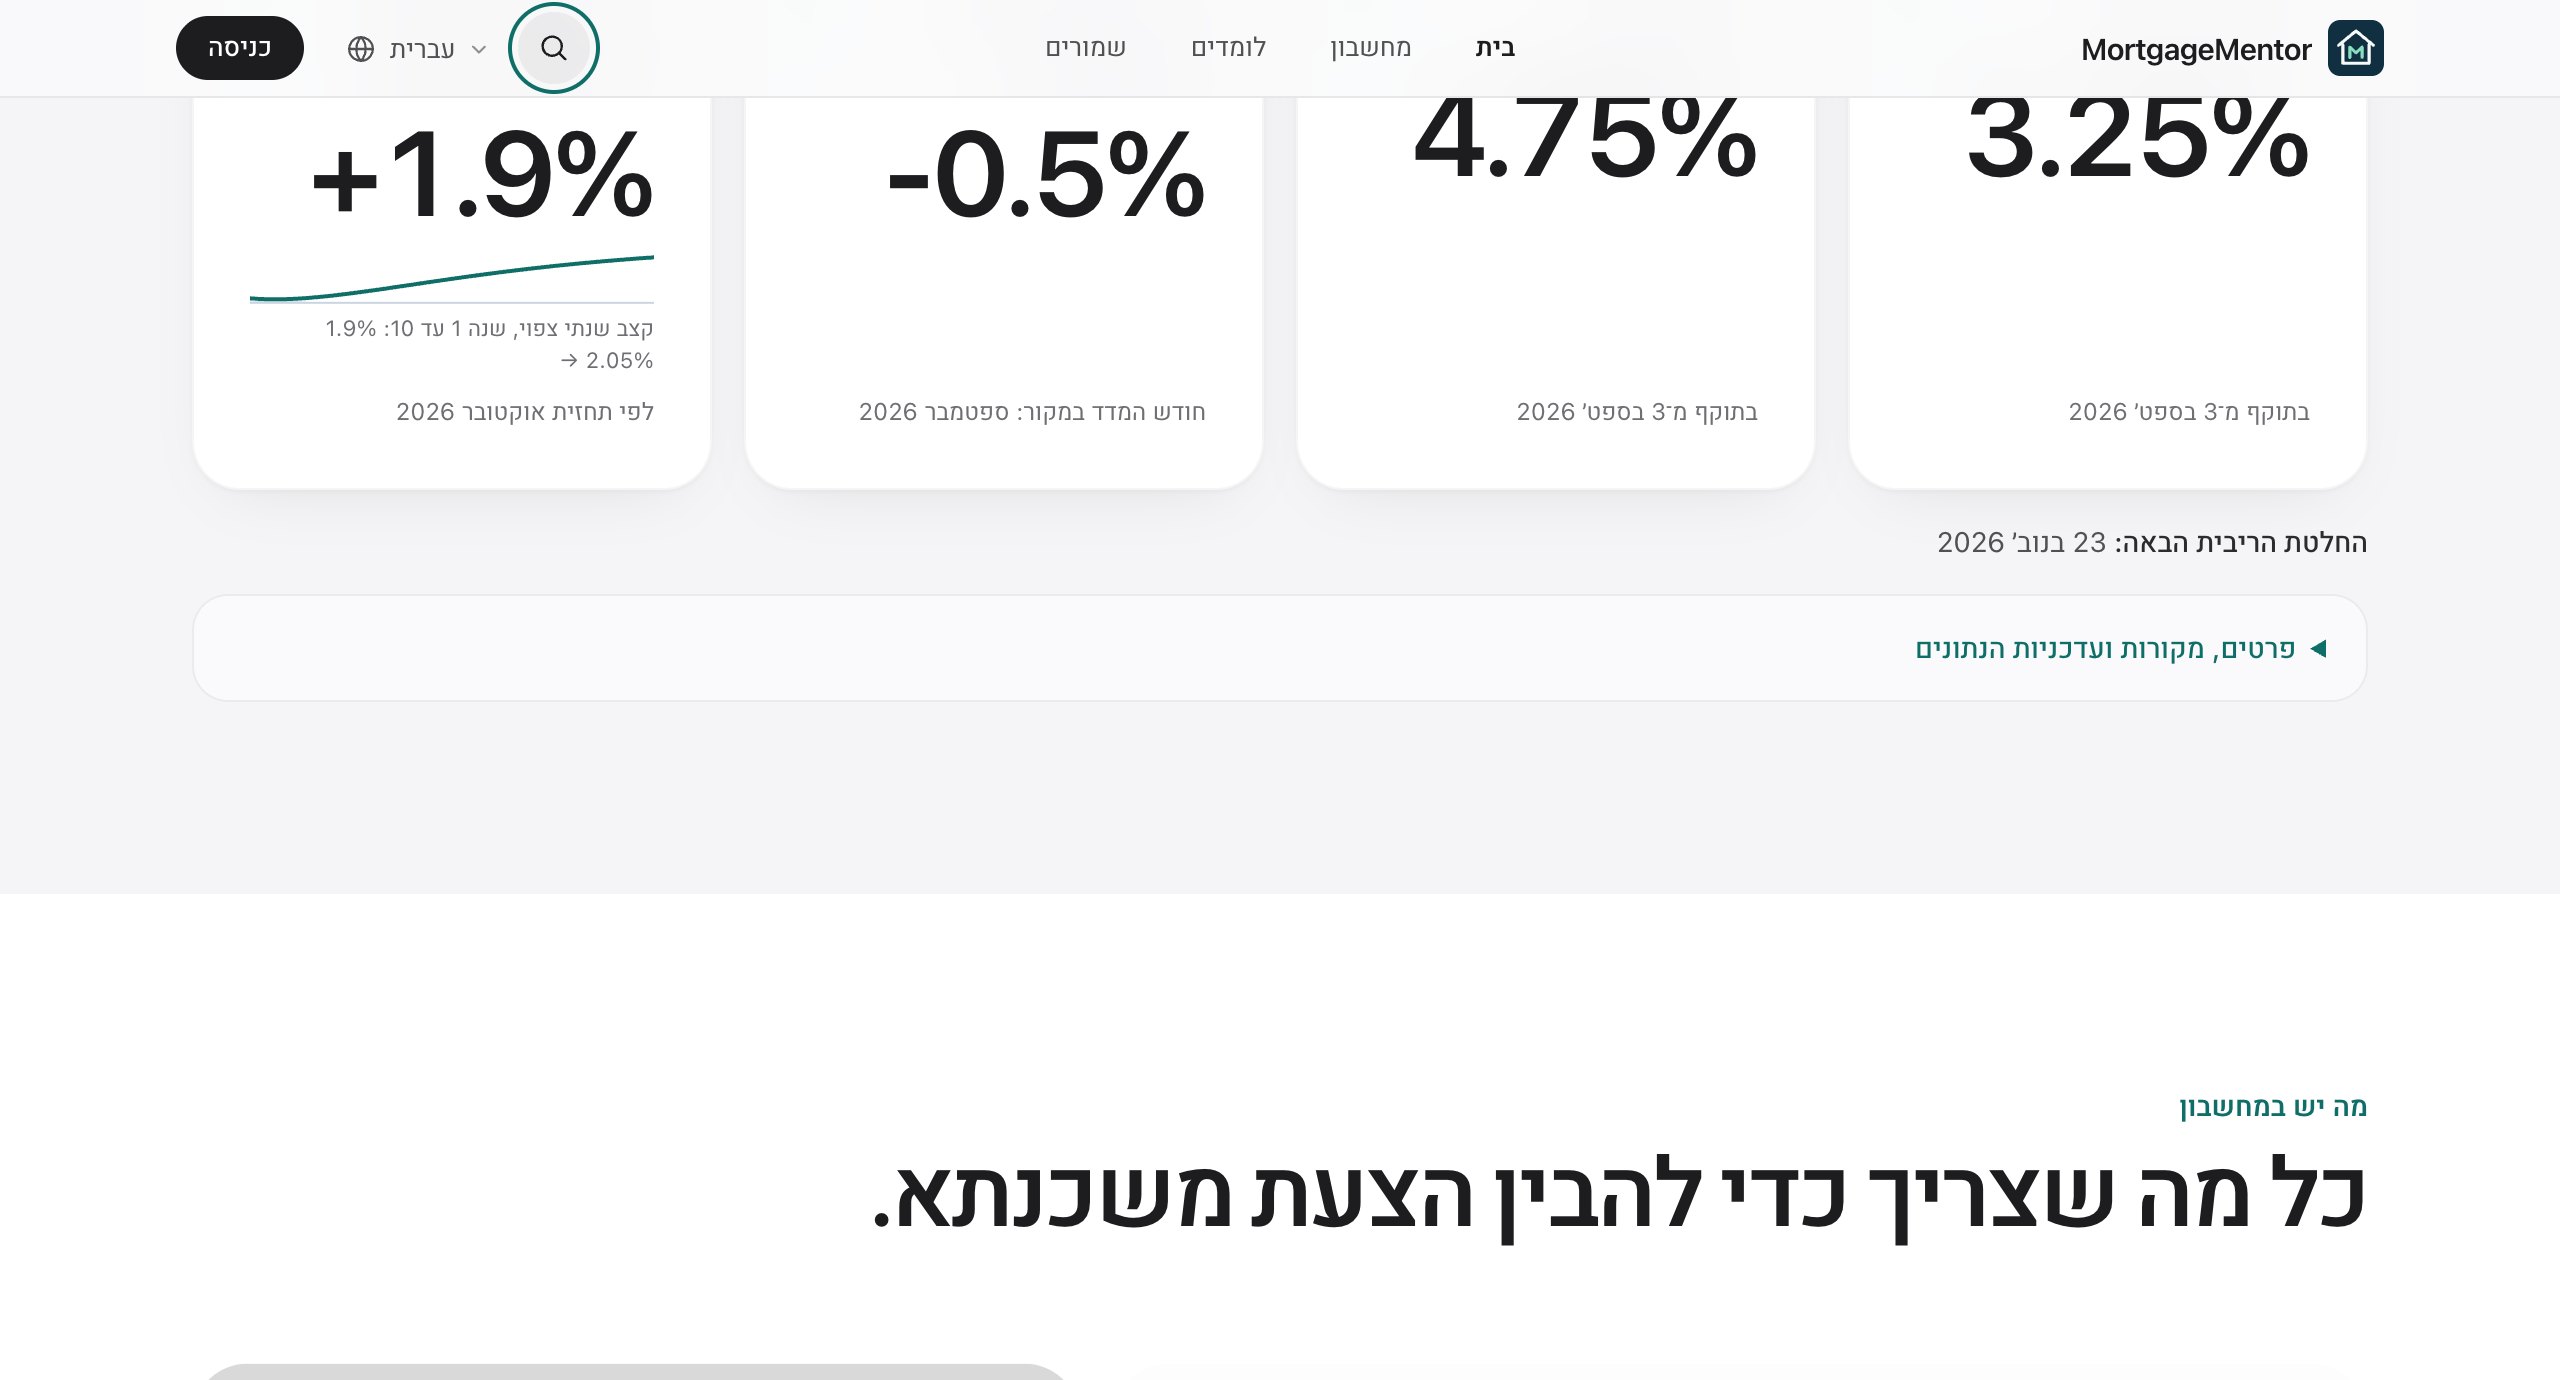 MortgageMentor
בית
מחשבון
לומדים
שמורים
עברית
כניסה
3.25%
בתוקף מ־3 בספט׳ 2026
4.75%
בתוקף מ־3 בספט׳ 2026
-0.5%
חודש המדד במקור: ספטמבר 2026
+1.9%
קצב שנתי צפוי, שנה 1 עד 10: 1.9%
→ 2.05%
לפי תחזית אוקטובר 2026
החלטת הריבית הבאה: 23 בנוב׳ 2026
פרטים, מקורות ועדכניות הנתונים
מה יש במחשבון
כל מה שצריך כדי להבין הצעת משכנתא.